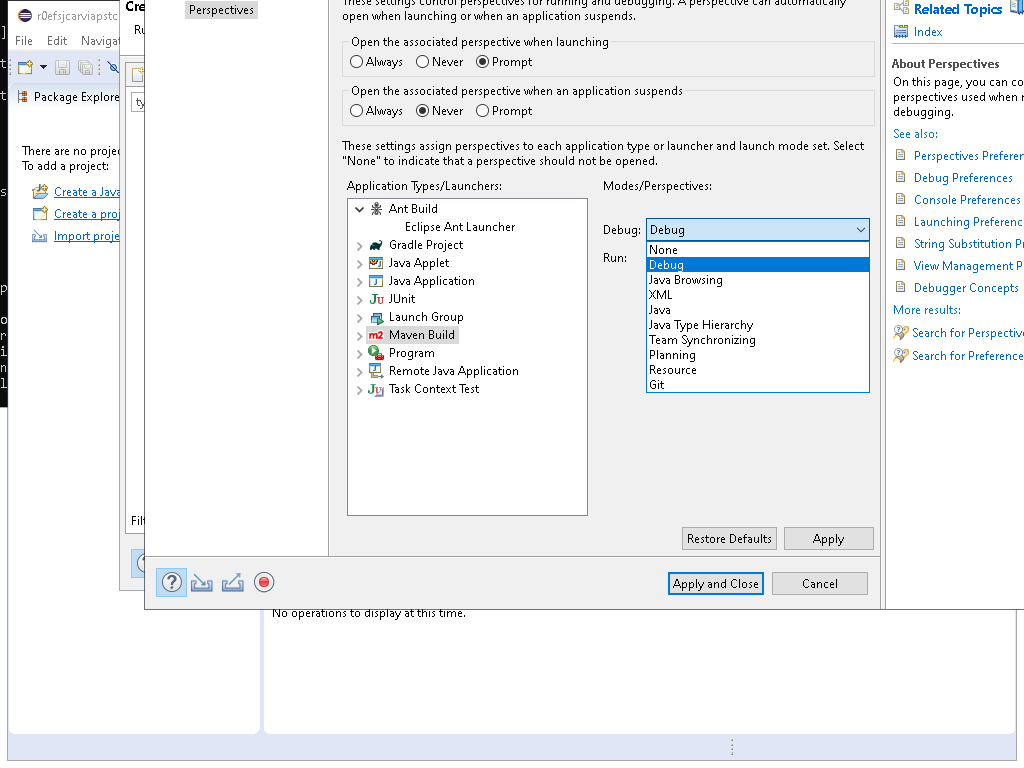 r0efsjcarviapstc
File Edit Navigat
Package Explore
There are no projec
To add a project:
Create a Java
Create a proj
Import proje
Cre
Ru
ty
Filt
Perspectives
These settings control perspectives for running and debugging. A perspective can automatically
open when launching or when an application suspends.
Open the associated perspective when launching
Always Never Prompt
Open the associated perspective when an application suspends
Always Never Prompt
These settings assign perspectives to each application type or launcher and launch mode set. Select
"None" to indicate that a perspective should not be opened.
Application Types/Launchers:
Ant Build
Eclipse Ant Launcher
Gradle Project
Java Applet
Java Application
JUnit
Launch Group
Maven Build
Program
Remote Java Application
Task Context Test
Modes/Perspectives:
Debug: Debug
Run:
None
Debug
Java Browsing
XML
Java
Java Type Hierarchy
Team Synchronizing
Planning
Resource
Git
Restore Defaults Apply
Apply and Close Cancel
Related Topics
Index
About Perspectives
On this page, you can co
perspectives used when r
debugging.
See also:
Perspectives Preferen
Debug Preferences
Console Preferences
Launching Preferenc
String Substitution Pr
View Management P
Debugger Concepts
More results:
Search for Perspective
Search for Preference
No operations to display at this time.